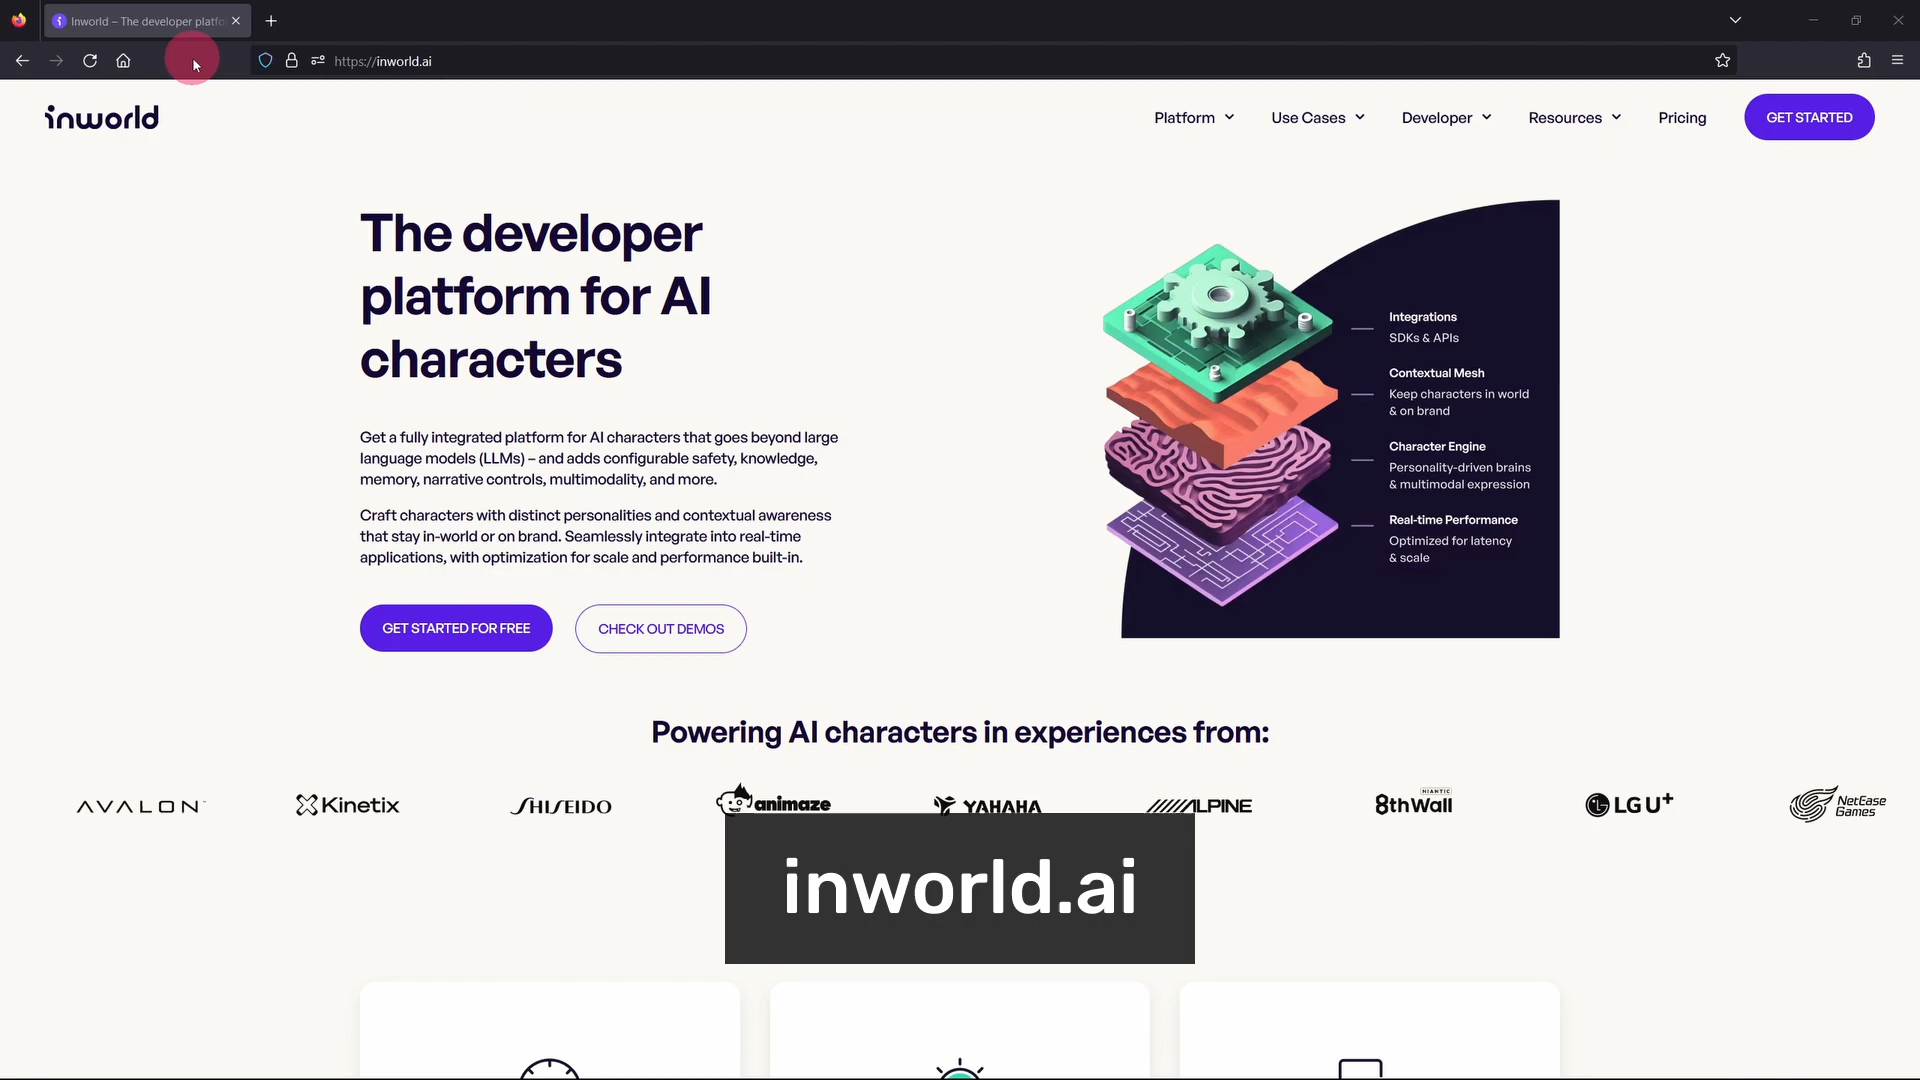 Inworld – The developer platfo
https://inworld.ai
inworld
Platform
Use Cases
Developer
Resources
Pricing
GET STARTED
The developer
platform for AI
characters
Get a fully integrated platform for AI characters that goes beyond large
language models (LLMs) – and adds configurable safety, knowledge,
memory, narrative controls, multimodality, and more.
Craft characters with distinct personalities and contextual awareness
that stay in-world or on brand. Seamlessly integrate into real-time
applications, with optimization for scale and performance built-in.
GET STARTED FOR FREE
CHECK OUT DEMOS
Integrations
SDKs & APIs
Contextual Mesh
Keep characters in world
& on brand
Character Engine
Personality-driven brains
& multimodal expression
Real-time Performance
Optimized for latency
& scale
Powering AI characters in experiences from:
AVALON
Kinetix
SHISEIDO
animaze
YAHAHA
ALPINE
NIANTIC
8thWall
LG U+
NetEase
Games
inworld.ai